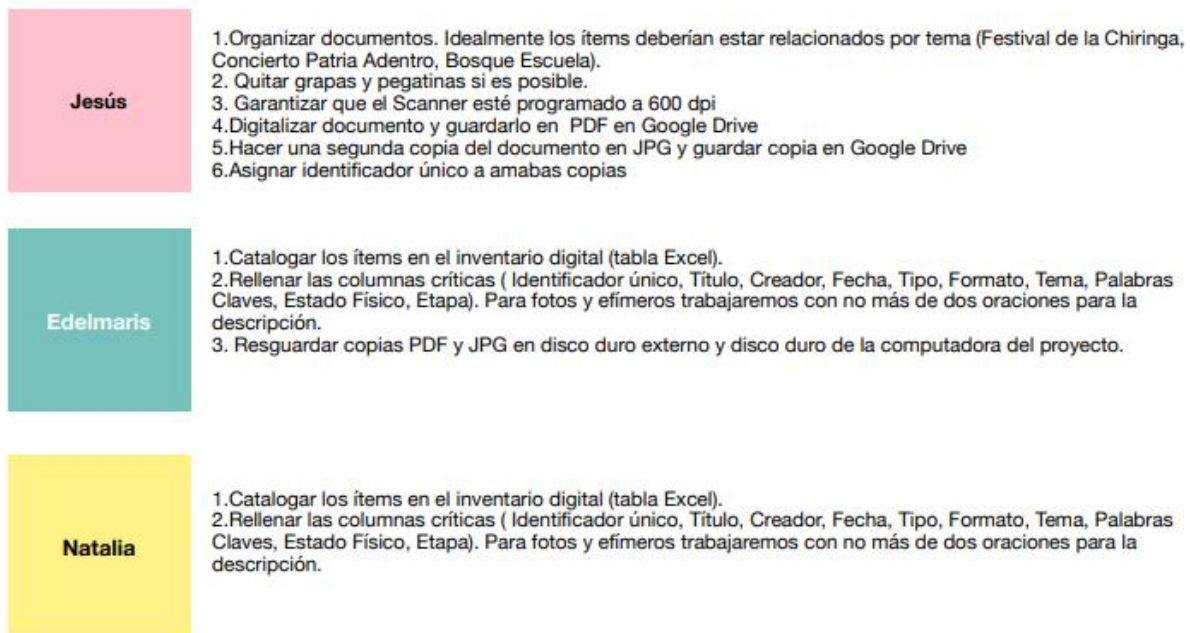 Jesús
1.Organizar documentos. Idealmente los ítems deberían estar relacionados por tema (Festival de la Chiringa,
Concierto Patria Adentro, Bosque Escuela).
2. Quitar grapas y pegatinas si es posible.
3. Garantizar que el Scanner esté programado a 600 dpi
4.Digitalizar documento y guardarlo en  PDF en Google Drive
5.Hacer una segunda copia del documento en JPG y guardar copia en Google Drive
6.Asignar identificador único a amabas copias
Edelmaris
1.Catalogar los ítems en el inventario digital (tabla Excel).
2.Rellenar las columnas críticas ( Identificador único, Título, Creador, Fecha, Tipo, Formato, Tema, Palabras
Claves, Estado Físico, Etapa). Para fotos y efímeros trabajaremos con no más de dos oraciones para la
descripción.
3. Resguardar copias PDF y JPG en disco duro externo y disco duro de la computadora del proyecto.
Natalia
1.Catalogar los ítems en el inventario digital (tabla Excel).
2.Rellenar las columnas críticas ( Identificador único, Título, Creador, Fecha, Tipo, Formato, Tema, Palabras
Claves, Estado Físico, Etapa). Para fotos y efímeros trabajaremos con no más de dos oraciones para la
descripción.